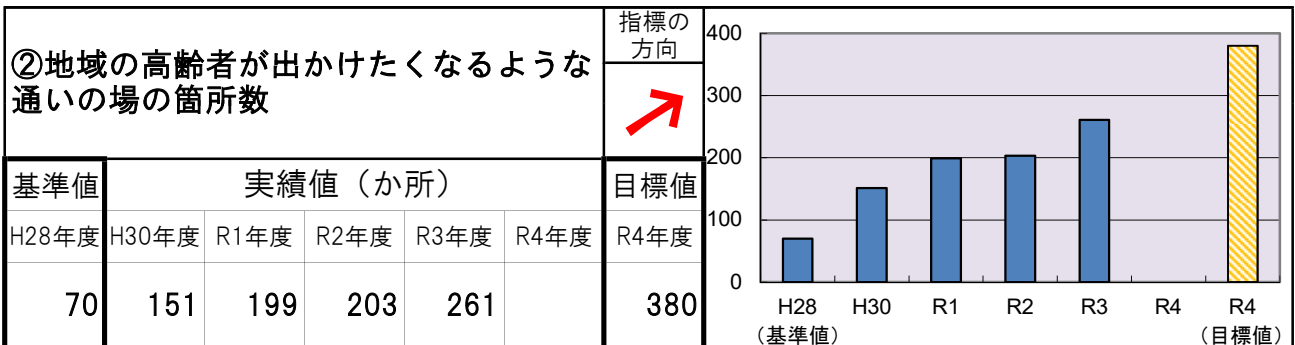 ②地域の高齢者が出かけたくなるような
通いの場の箇所数
指標の
方向
基準値 実績値（か所） 目標値
H28年度 H30年度 R1年度 R2年度 R3年度 R4年度 R4年度
70 151 199 203 261 380
400
300
200
100
0
H28 H30 R1 R2 R3 R4 R4
（基準値） （目標値）